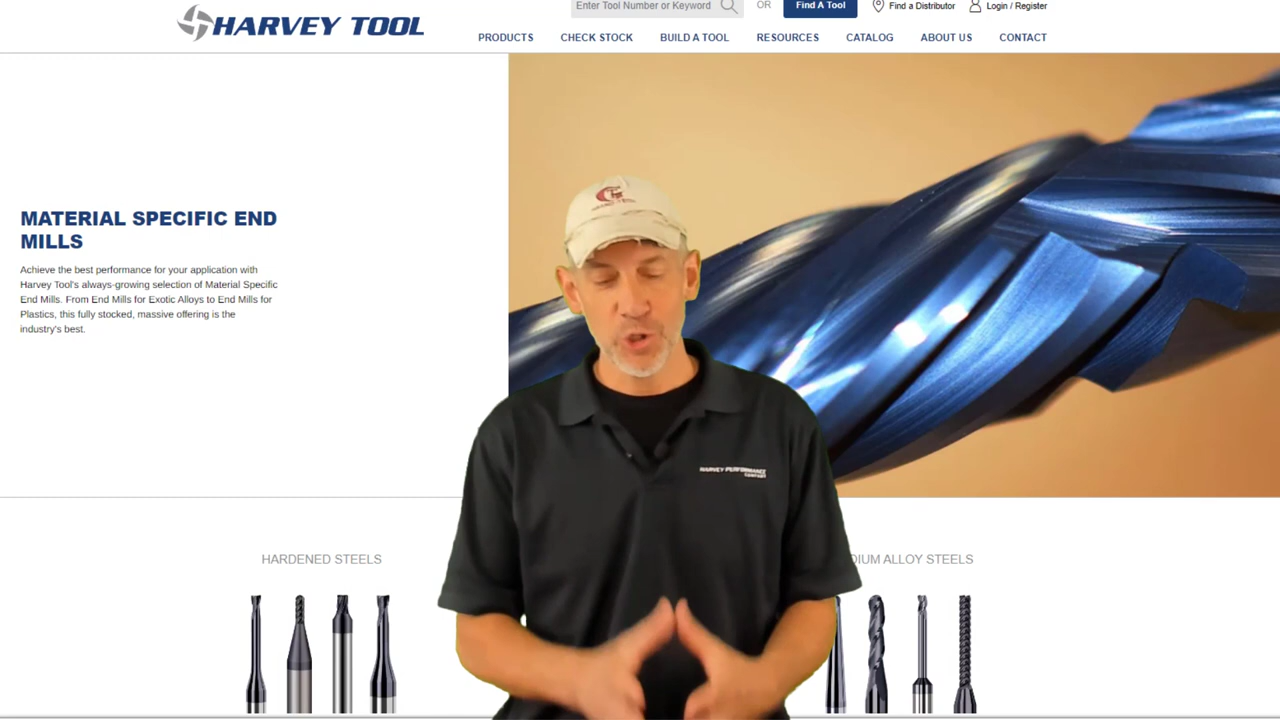 HARVEY TOOL
Enter Tool Number or Keyword
OR
Find A Tool
Find a Distributor
Login / Register
PRODUCTS
CHECK STOCK
BUILD A TOOL
RESOURCES
CATALOG
ABOUT US
CONTACT
MATERIAL SPECIFIC END
MILLS
Achieve the best performance for your application with
Harvey Tool's always-growing selection of Material Specific
End Mills. From End Mills for Exotic Alloys to End Mills for
Plastics, this fully stocked, massive offering is the
industry's best.
HARVEY PERFORMANCE
COMPANY
HARDENED STEELS
DIUM ALLOY STEELS